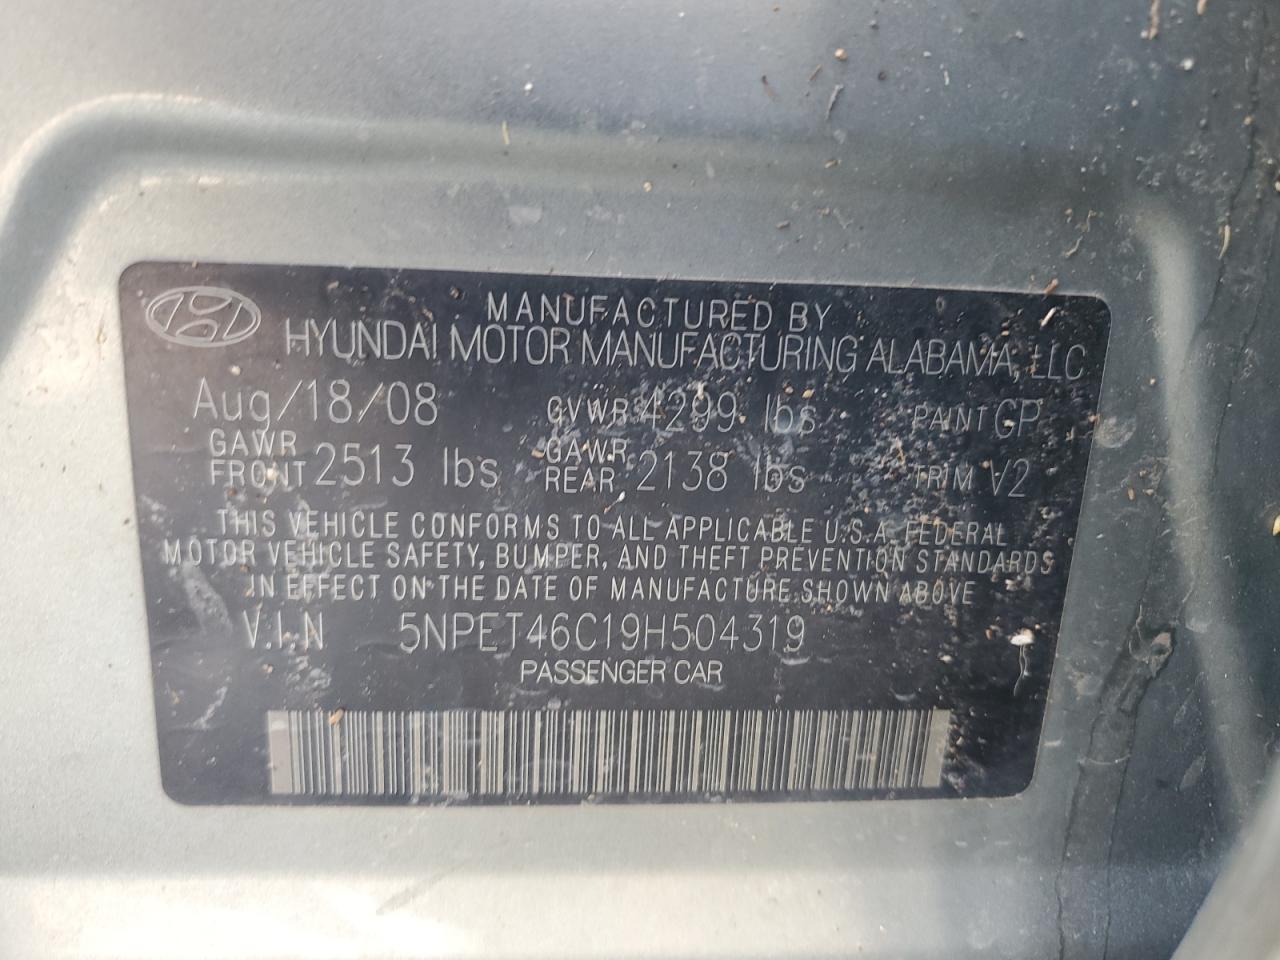 MANUFACTURED BY
HYUNDAI MOTOR MANUFACTURING ALABAMA, LLC
Aug/18/08 GVWR 4299 lbs PAINT GP
GAWR FRONT 2513 lbs GAWR REAR 2138 lbs TRIM V2
THIS VEHICLE CONFORMS TO ALL APPLICABLE U.S.A. FEDERAL
MOTOR VEHICLE SAFETY, BUMPER, AND THEFT PREVENTION STANDARDS
IN EFFECT ON THE DATE OF MANUFACTURE SHOWN ABOVE
V.I.N 5NPET46C19H504319
PASSENGER CAR